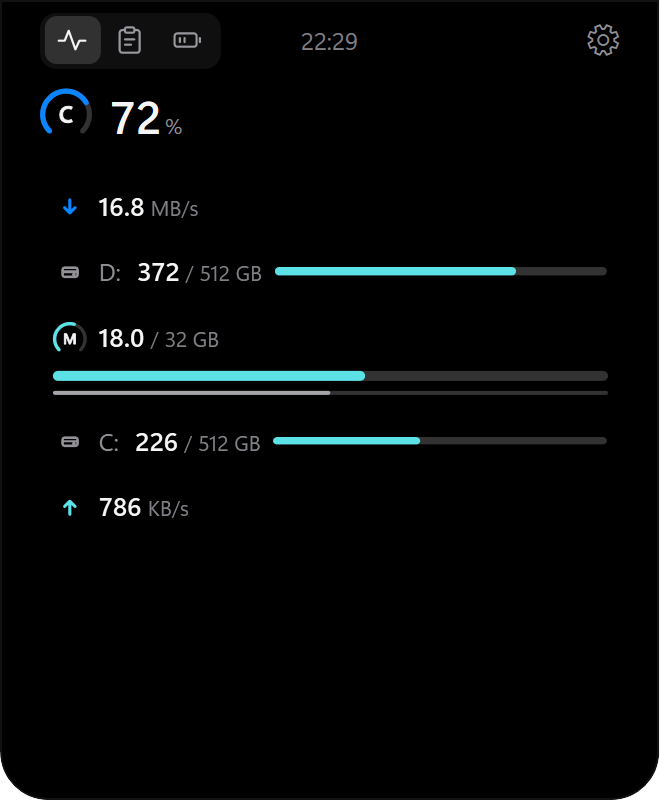 22:29
C 72 %
16.8 MB/s
D: 372 / 512 GB
M 18.0 / 32 GB
C: 226 / 512 GB
786 KB/s